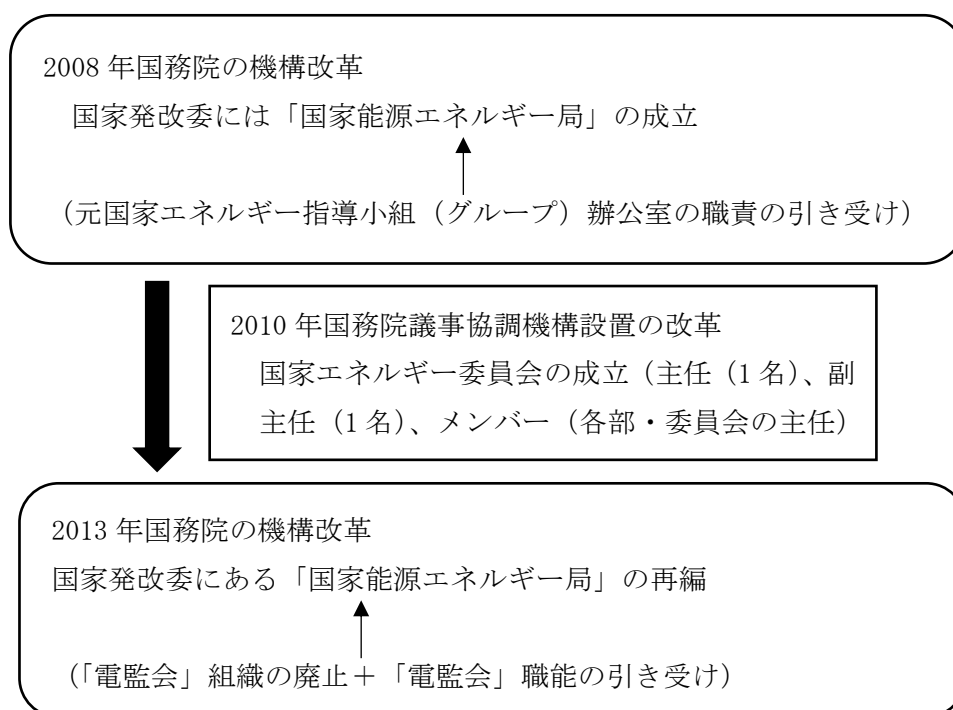 2008 年国務院の機構改革
国家発改委には「国家能源エネルギー局」の成立
（元国家エネルギー指導小組（グループ）辦公室の職責の引き受け）
2010 年国務院議事協調機構設置の改革
国家エネルギー委員会の成立（主任（1 名）、副
主任（1 名）、メンバー（各部・委員会の主任）
2013 年国務院の機構改革
国家発改委にある「国家能源エネルギー局」の再編
（「電監会」組織の廃止＋「電監会」職能の引き受け）